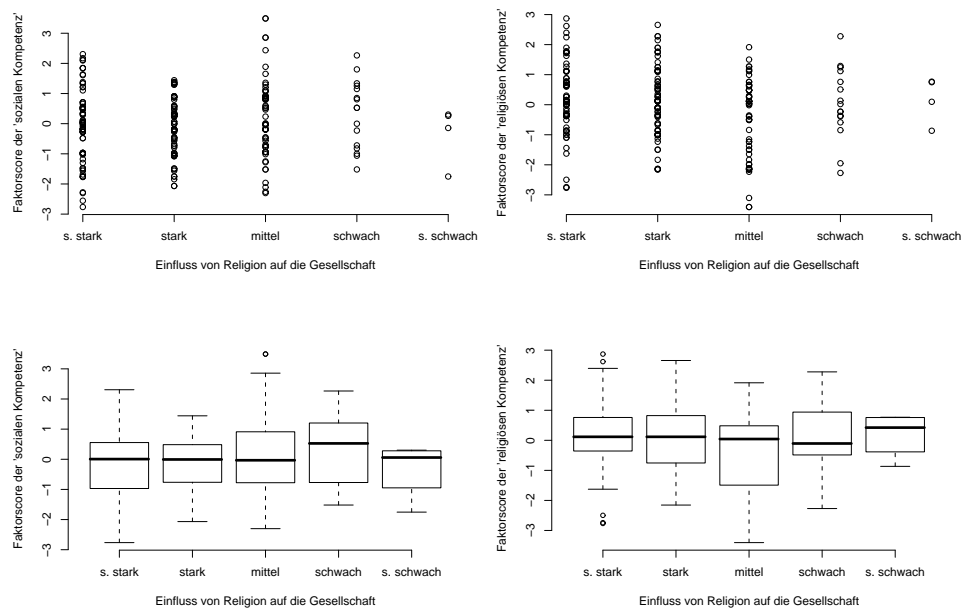 Faktorscore der 'sozialen Kompetenz'
3
2
1
0
−1
−2
−3
s. stark stark mittel schwach s. schwach
Einfluss von Religion auf die Gesellschaft
Faktorscore der 'religiösen Kompetenz'
3
2
1
0
−1
−2
−3
s. stark stark mittel schwach s. schwach
Einfluss von Religion auf die Gesellschaft
Faktorscore der 'sozialen Kompetenz'
3
2
1
0
−1
−2
−3
s. stark stark mittel schwach s. schwach
Einfluss von Religion auf die Gesellschaft
Faktorscore der 'religiösen Kompetenz'
3
2
1
0
−1
−2
−3
s. stark stark mittel schwach s. schwach
Einfluss von Religion auf die Gesellschaft